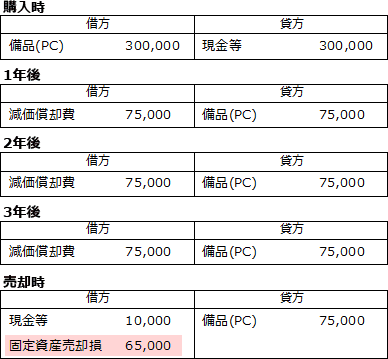 購入時
借方 貸方
備品(PC) 300,000 現金等 300,000
1年後
借方 貸方
減価償却費 75,000 備品(PC) 75,000
2年後
借方 貸方
減価償却費 75,000 備品(PC) 75,000
3年後
借方 貸方
減価償却費 75,000 備品(PC) 75,000
売却時
借方 貸方
現金等 10,000 備品(PC) 75,000
固定資産売却損 65,000